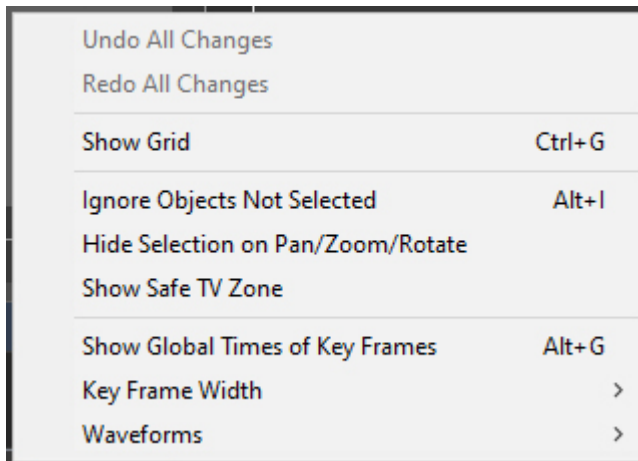 Undo All Changes
Redo All Changes
Show Grid Ctrl+G
Ignore Objects Not Selected Alt+I
Hide Selection on Pan/Zoom/Rotate
Show Safe TV Zone
Show Global Times of Key Frames Alt+G
Key Frame Width >
Waveforms >